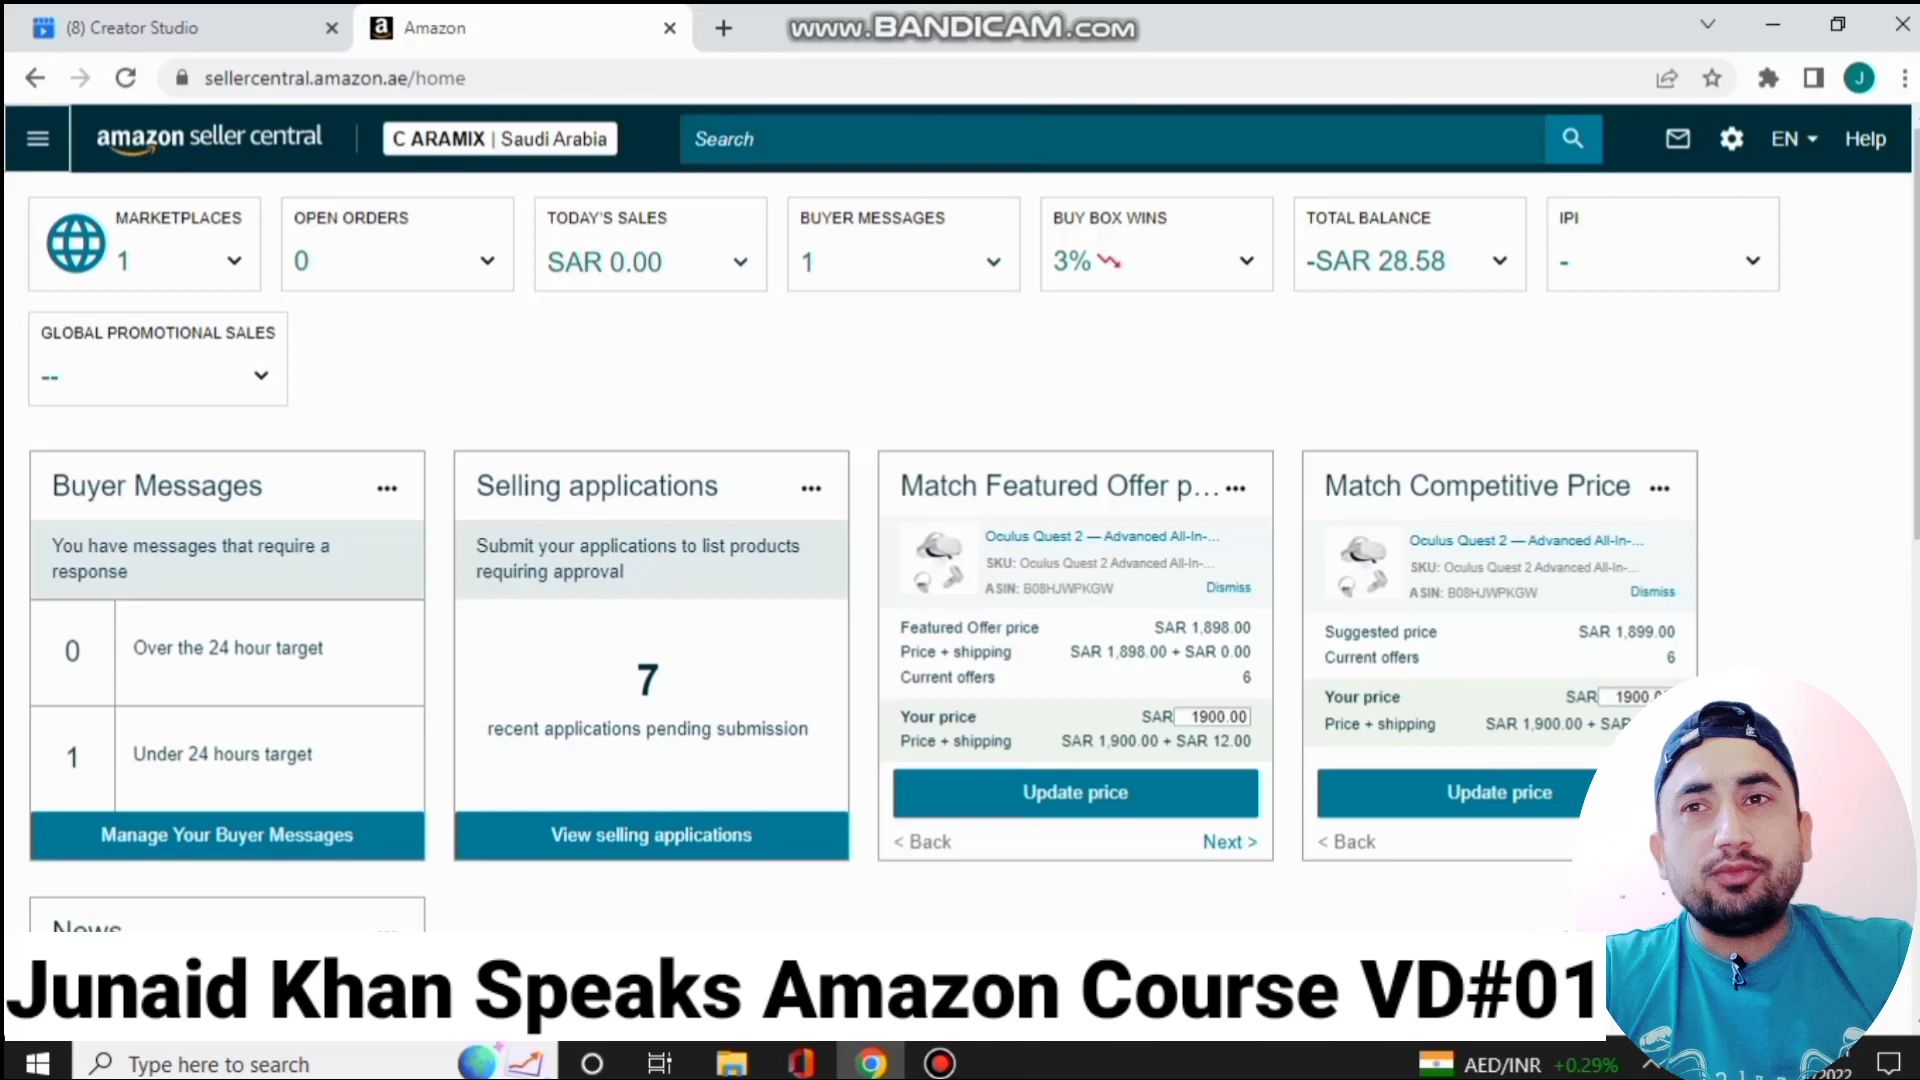 (8) Creator Studio
Amazon
www.BANDICAM.com
sellercentral.amazon.ae/home
J
amazon seller central
C ARAMIX | Saudi Arabia
Search
EN
Help
MARKETPLACES
1
OPEN ORDERS
0
TODAY'S SALES
SAR 0.00
BUYER MESSAGES
1
BUY BOX WINS
3%
TOTAL BALANCE
-SAR 28.58
IPI
-
GLOBAL PROMOTIONAL SALES
--
Buyer Messages
You have messages that require a
response
0
Over the 24 hour target
1
Under 24 hours target
Manage Your Buyer Messages
Selling applications
Submit your applications to list products
requiring approval
7
recent applications pending submission
View selling applications
Match Featured Offer p...
Oculus Quest 2 — Advanced All-In-...
SKU: Oculus Quest 2 Advanced All-In-...
ASIN: B08HJWPKGW
Dismiss
Featured Offer price SAR 1,898.00
Price + shipping SAR 1,898.00 + SAR 0.00
Current offers 6
Your price SAR 1900.00
Price + shipping SAR 1,900.00 + SAR 12.00
Update price
< Back Next >
Match Competitive Price
Oculus Quest 2 — Advanced All-In-...
SKU: Oculus Quest 2 Advanced All-In-...
ASIN: B08HJWPKGW
Dismiss
Suggested price SAR 1,899.00
Current offers 6
Your price SAR 1900.0
Price + shipping SAR 1,900.00 + SAR
Update price
< Back
News
Junaid Khan Speaks Amazon Course VD#01
Type here to search
AED/INR +0.29%
2022